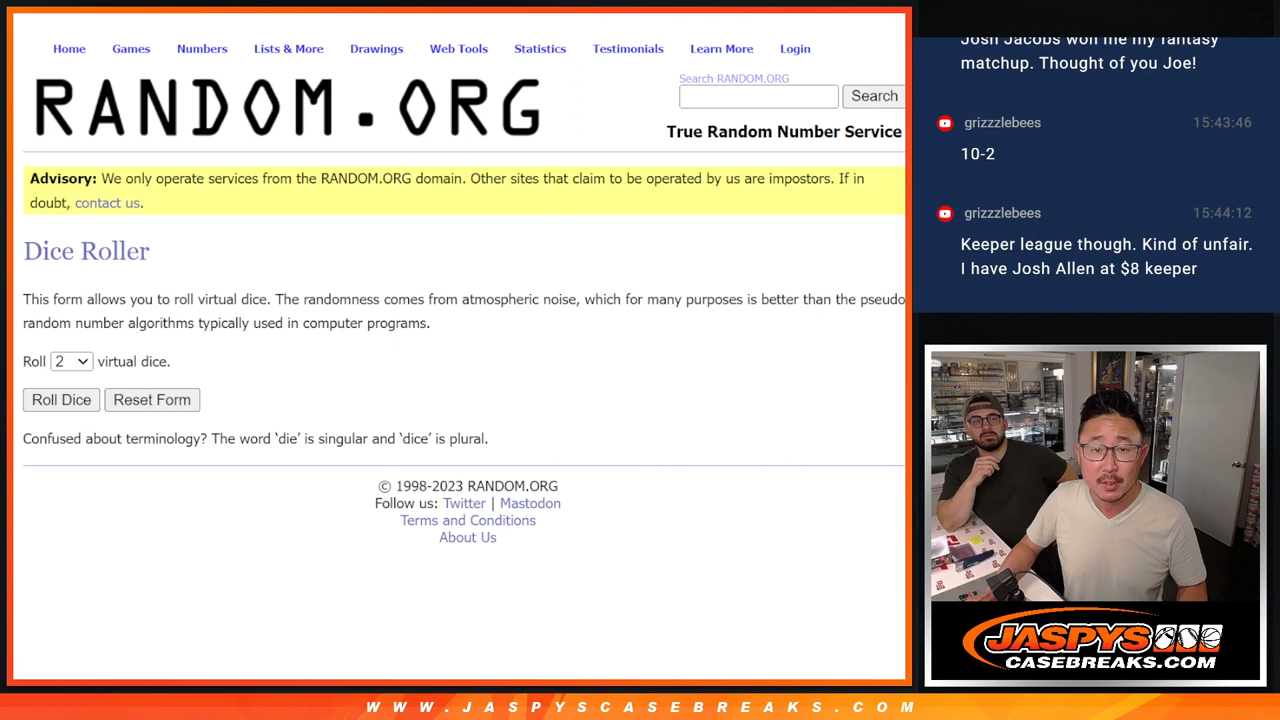 Home Games Numbers Lists & More Drawings Web Tools Statistics Testimonials Learn More Login
RANDOM.ORG
Search RANDOM.ORG
Search
True Random Number Service
Advisory: We only operate services from the RANDOM.ORG domain. Other sites that claim to be operated by us are impostors. If in
doubt, contact us.
Dice Roller
This form allows you to roll virtual dice. The randomness comes from atmospheric noise, which for many purposes is better than the pseudo
random number algorithms typically used in computer programs.
Roll 2 virtual dice.
Roll Dice Reset Form
Confused about terminology? The word ‘die’ is singular and ‘dice’ is plural.
© 1998-2023 RANDOM.ORG
Follow us: Twitter | Mastodon
Terms and Conditions
About Us
Josh Jacobs won me my fantasy
matchup. Thought of you Joe!
grizzzlebees 15:43:46
10-2
grizzzlebees 15:44:12
Keeper league though. Kind of unfair.
I have Josh Allen at $8 keeper
JASPYS
CASEBREAKS.COM
WWW.JASPYSCASEBREAKS.COM